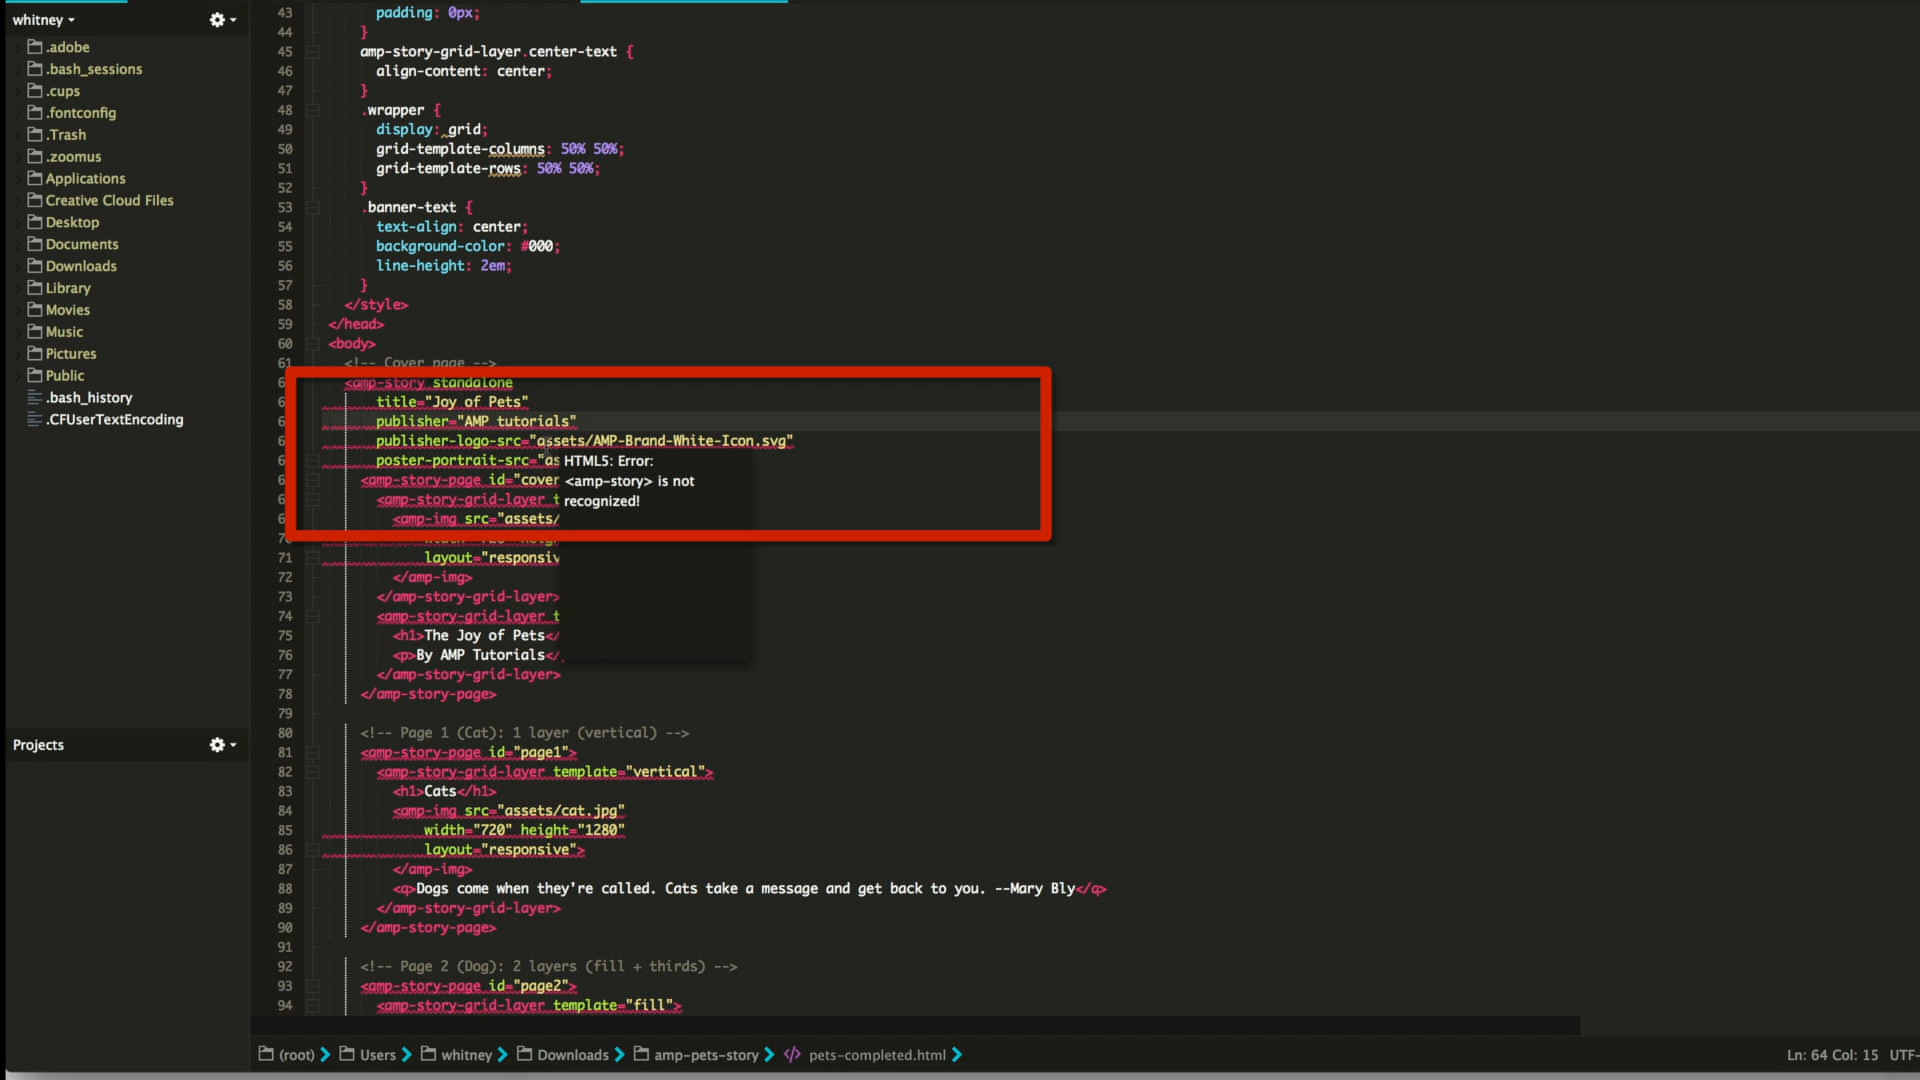 whitney
.adobe
.bash_sessions
.cups
.fontconfig
.Trash
.zoomus
Applications
Creative Cloud Files
Desktop
Documents
Downloads
Library
Movies
Music
Pictures
Public
.bash_history
.CFUserTextEncoding
Projects
43 padding: 0px;
44 }
45 amp-story-grid-layer.center-text {
46 align-content: center;
47 }
48 .wrapper {
49 display: grid;
50 grid-template-columns: 50% 50%;
51 grid-template-rows: 50% 50%;
52 }
53 .banner-text {
54 text-align: center;
55 background-color: #000;
56 line-height: 2em;
57 }
58 </style>
59 </head>
60 <body>
61 <!-- Cover page -->
6 <amp-story standalone
6 title="Joy of Pets"
6 publisher="AMP tutorials"
6 publisher-logo-src="assets/AMP-Brand-White-Icon.svg"
6 poster-portrait-src="as
6 <amp-story-page id="cover
6 <amp-story-grid-layer t
6 <amp-img src="assets/
HTML5: Error:
<amp-story> is not
recognized!
70
71 layout="responsiv
72 </amp-img>
73 </amp-story-grid-layer>
74 <amp-story-grid-layer t
75 <h1>The Joy of Pets</
76 <p>By AMP Tutorials</
77 </amp-story-grid-layer>
78 </amp-story-page>
79
80 <!-- Page 1 (Cat): 1 layer (vertical) -->
81 <amp-story-page id="page1">
82 <amp-story-grid-layer template="vertical">
83 <h1>Cats</h1>
84 <amp-img src="assets/cat.jpg"
85 width="720" height="1280"
86 layout="responsive">
87 </amp-img>
88 <q>Dogs come when they're called. Cats take a message and get back to you. --Mary Bly</q>
89 </amp-story-grid-layer>
90 </amp-story-page>
91
92 <!-- Page 2 (Dog): 2 layers (fill + thirds) -->
93 <amp-story-page id="page2">
94 <amp-story-grid-layer template="fill">
(root) Users whitney Downloads amp-pets-story </> pets-completed.html
Ln: 64 Col: 15 UTF-